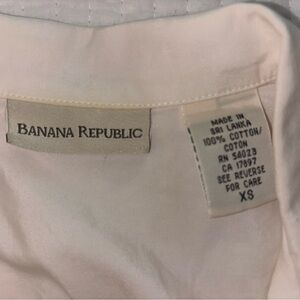 BANANA REPUBLIC
MADE IN
SRI LANKA
100% COTTON/
COTON
RN 54023
CA 17897
SEE REVERSE
FOR CARE
XS